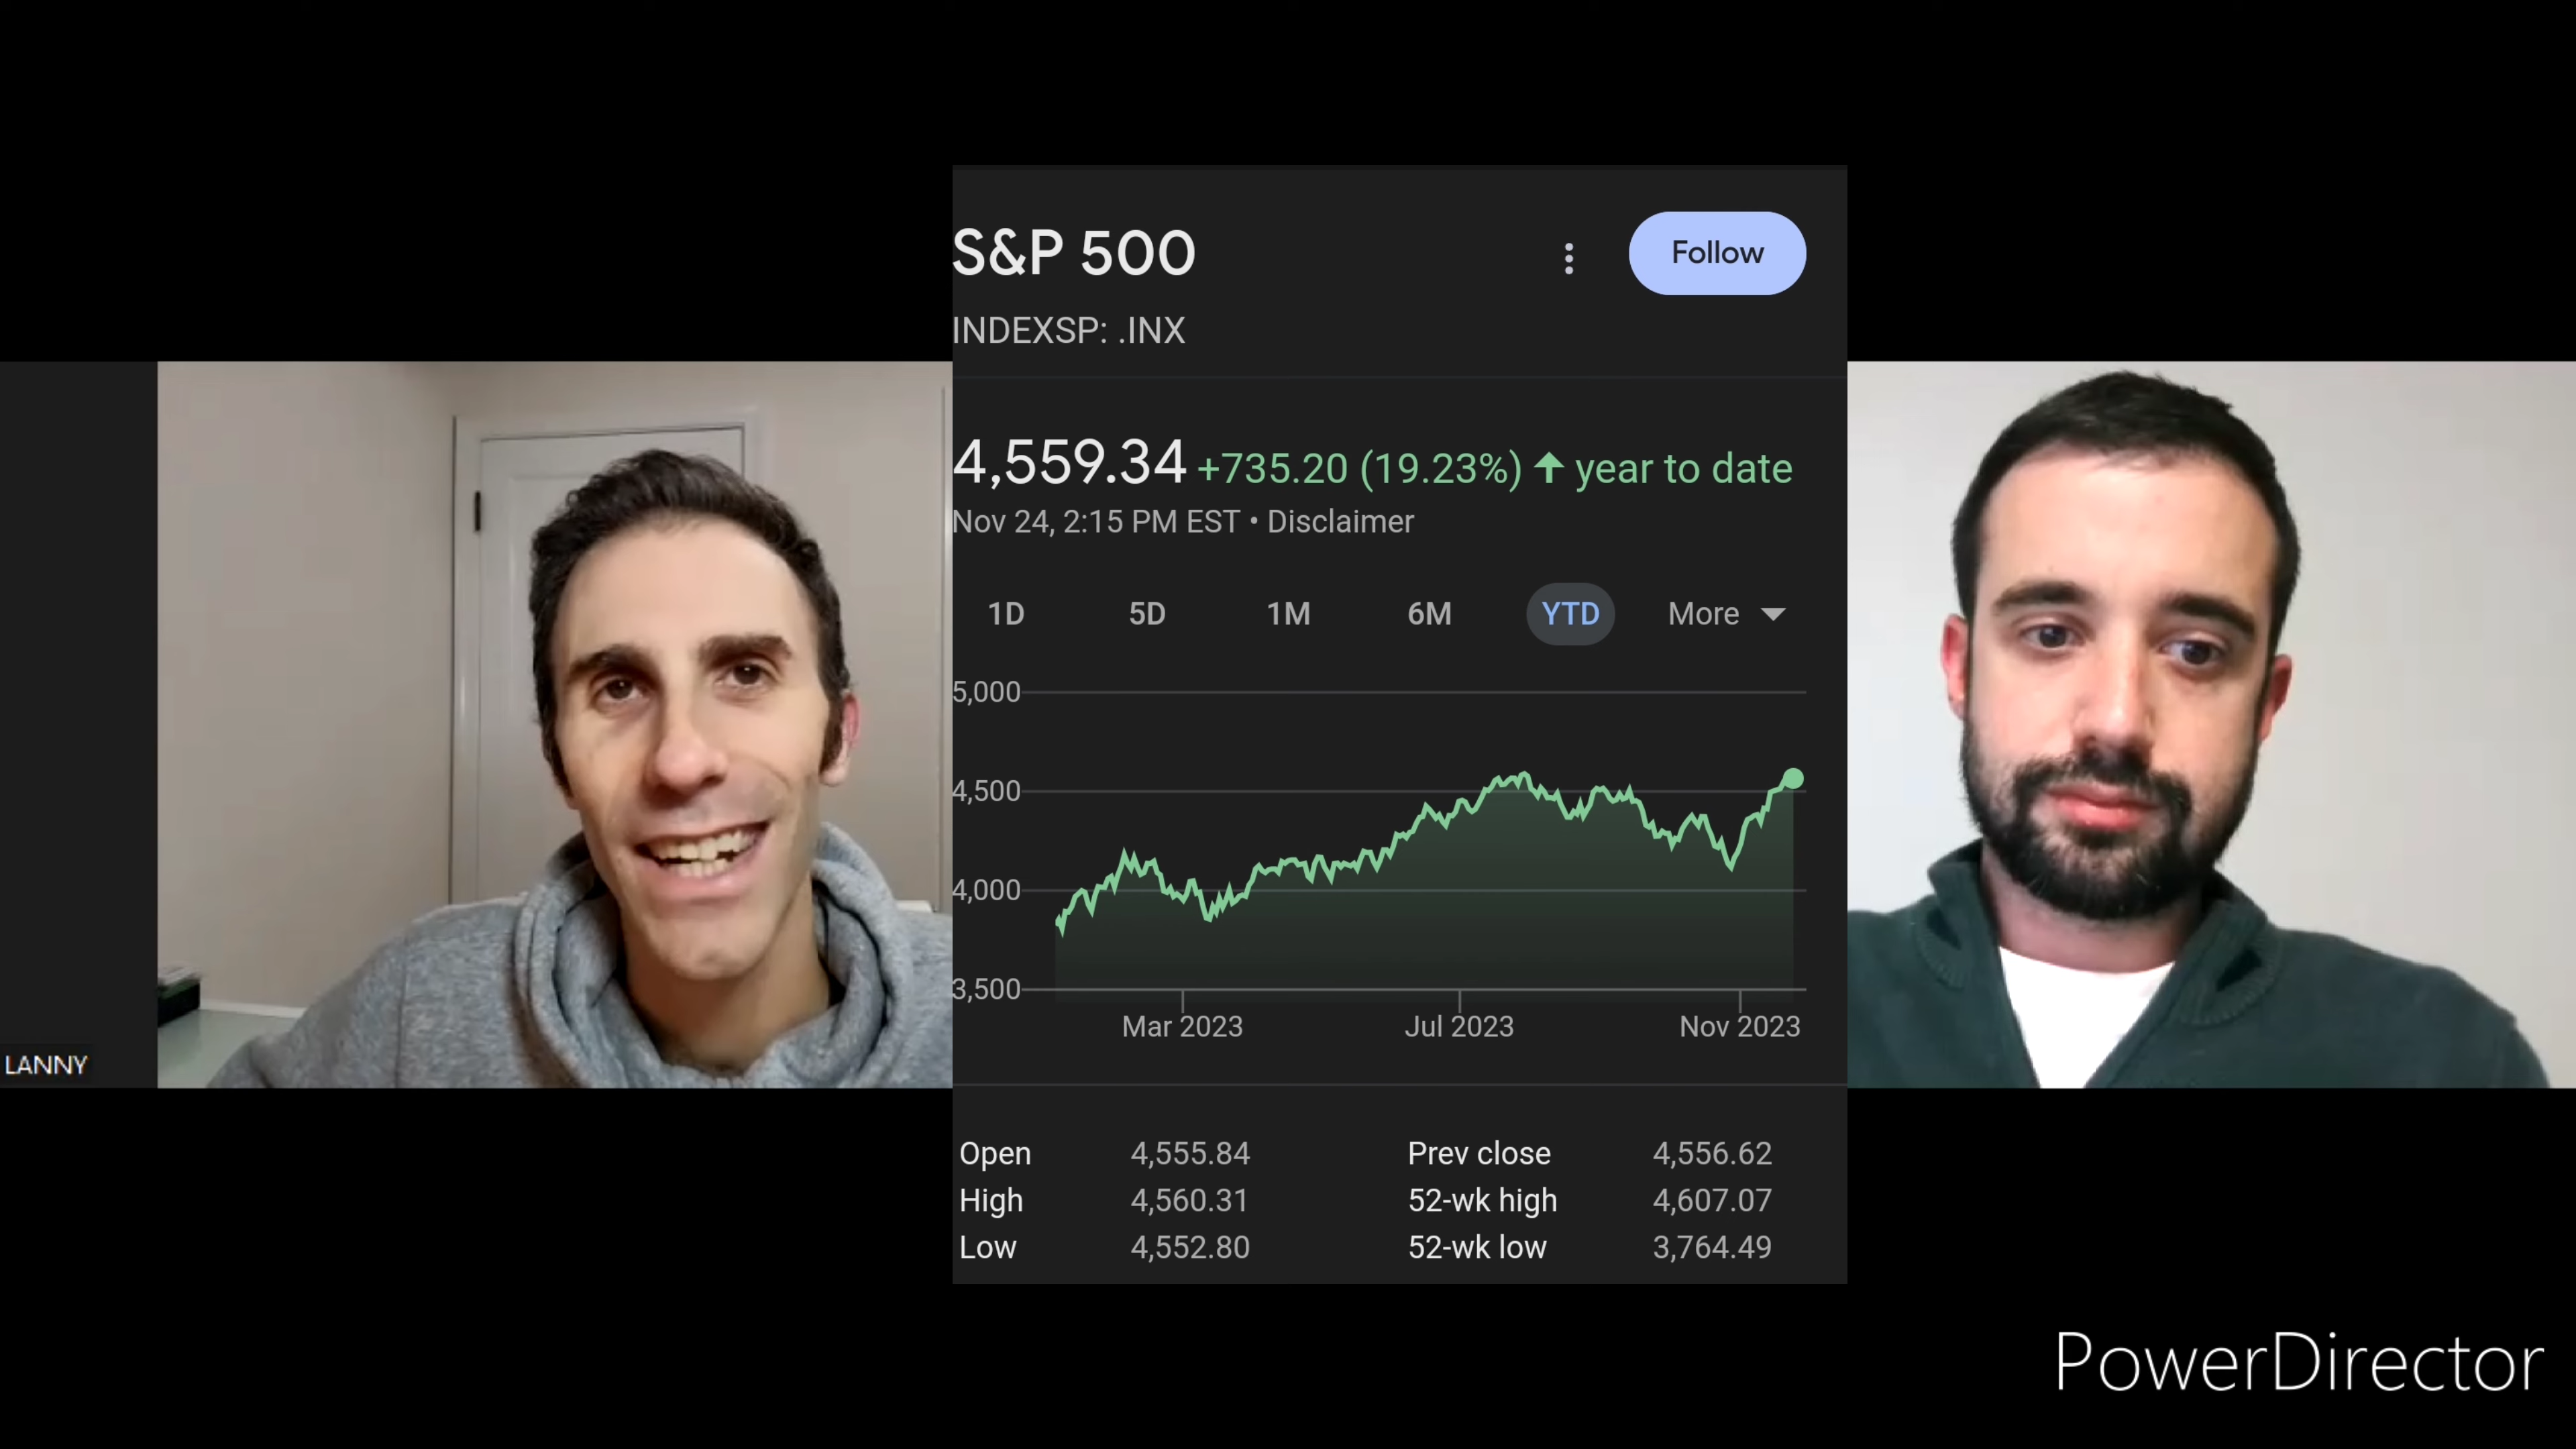 S&P 500
Follow
INDEXSP: .INX
4,559.34 +735.20 (19.23%) ↑ year to date
Nov 24, 2:15 PM EST • Disclaimer
1D 5D 1M 6M YTD More
5,000
4,500
4,000
3,500
Mar 2023 Jul 2023 Nov 2023
LANNY
Open 4,555.84 Prev close 4,556.62
High 4,560.31 52-wk high 4,607.07
Low 4,552.80 52-wk low 3,764.49
PowerDirector